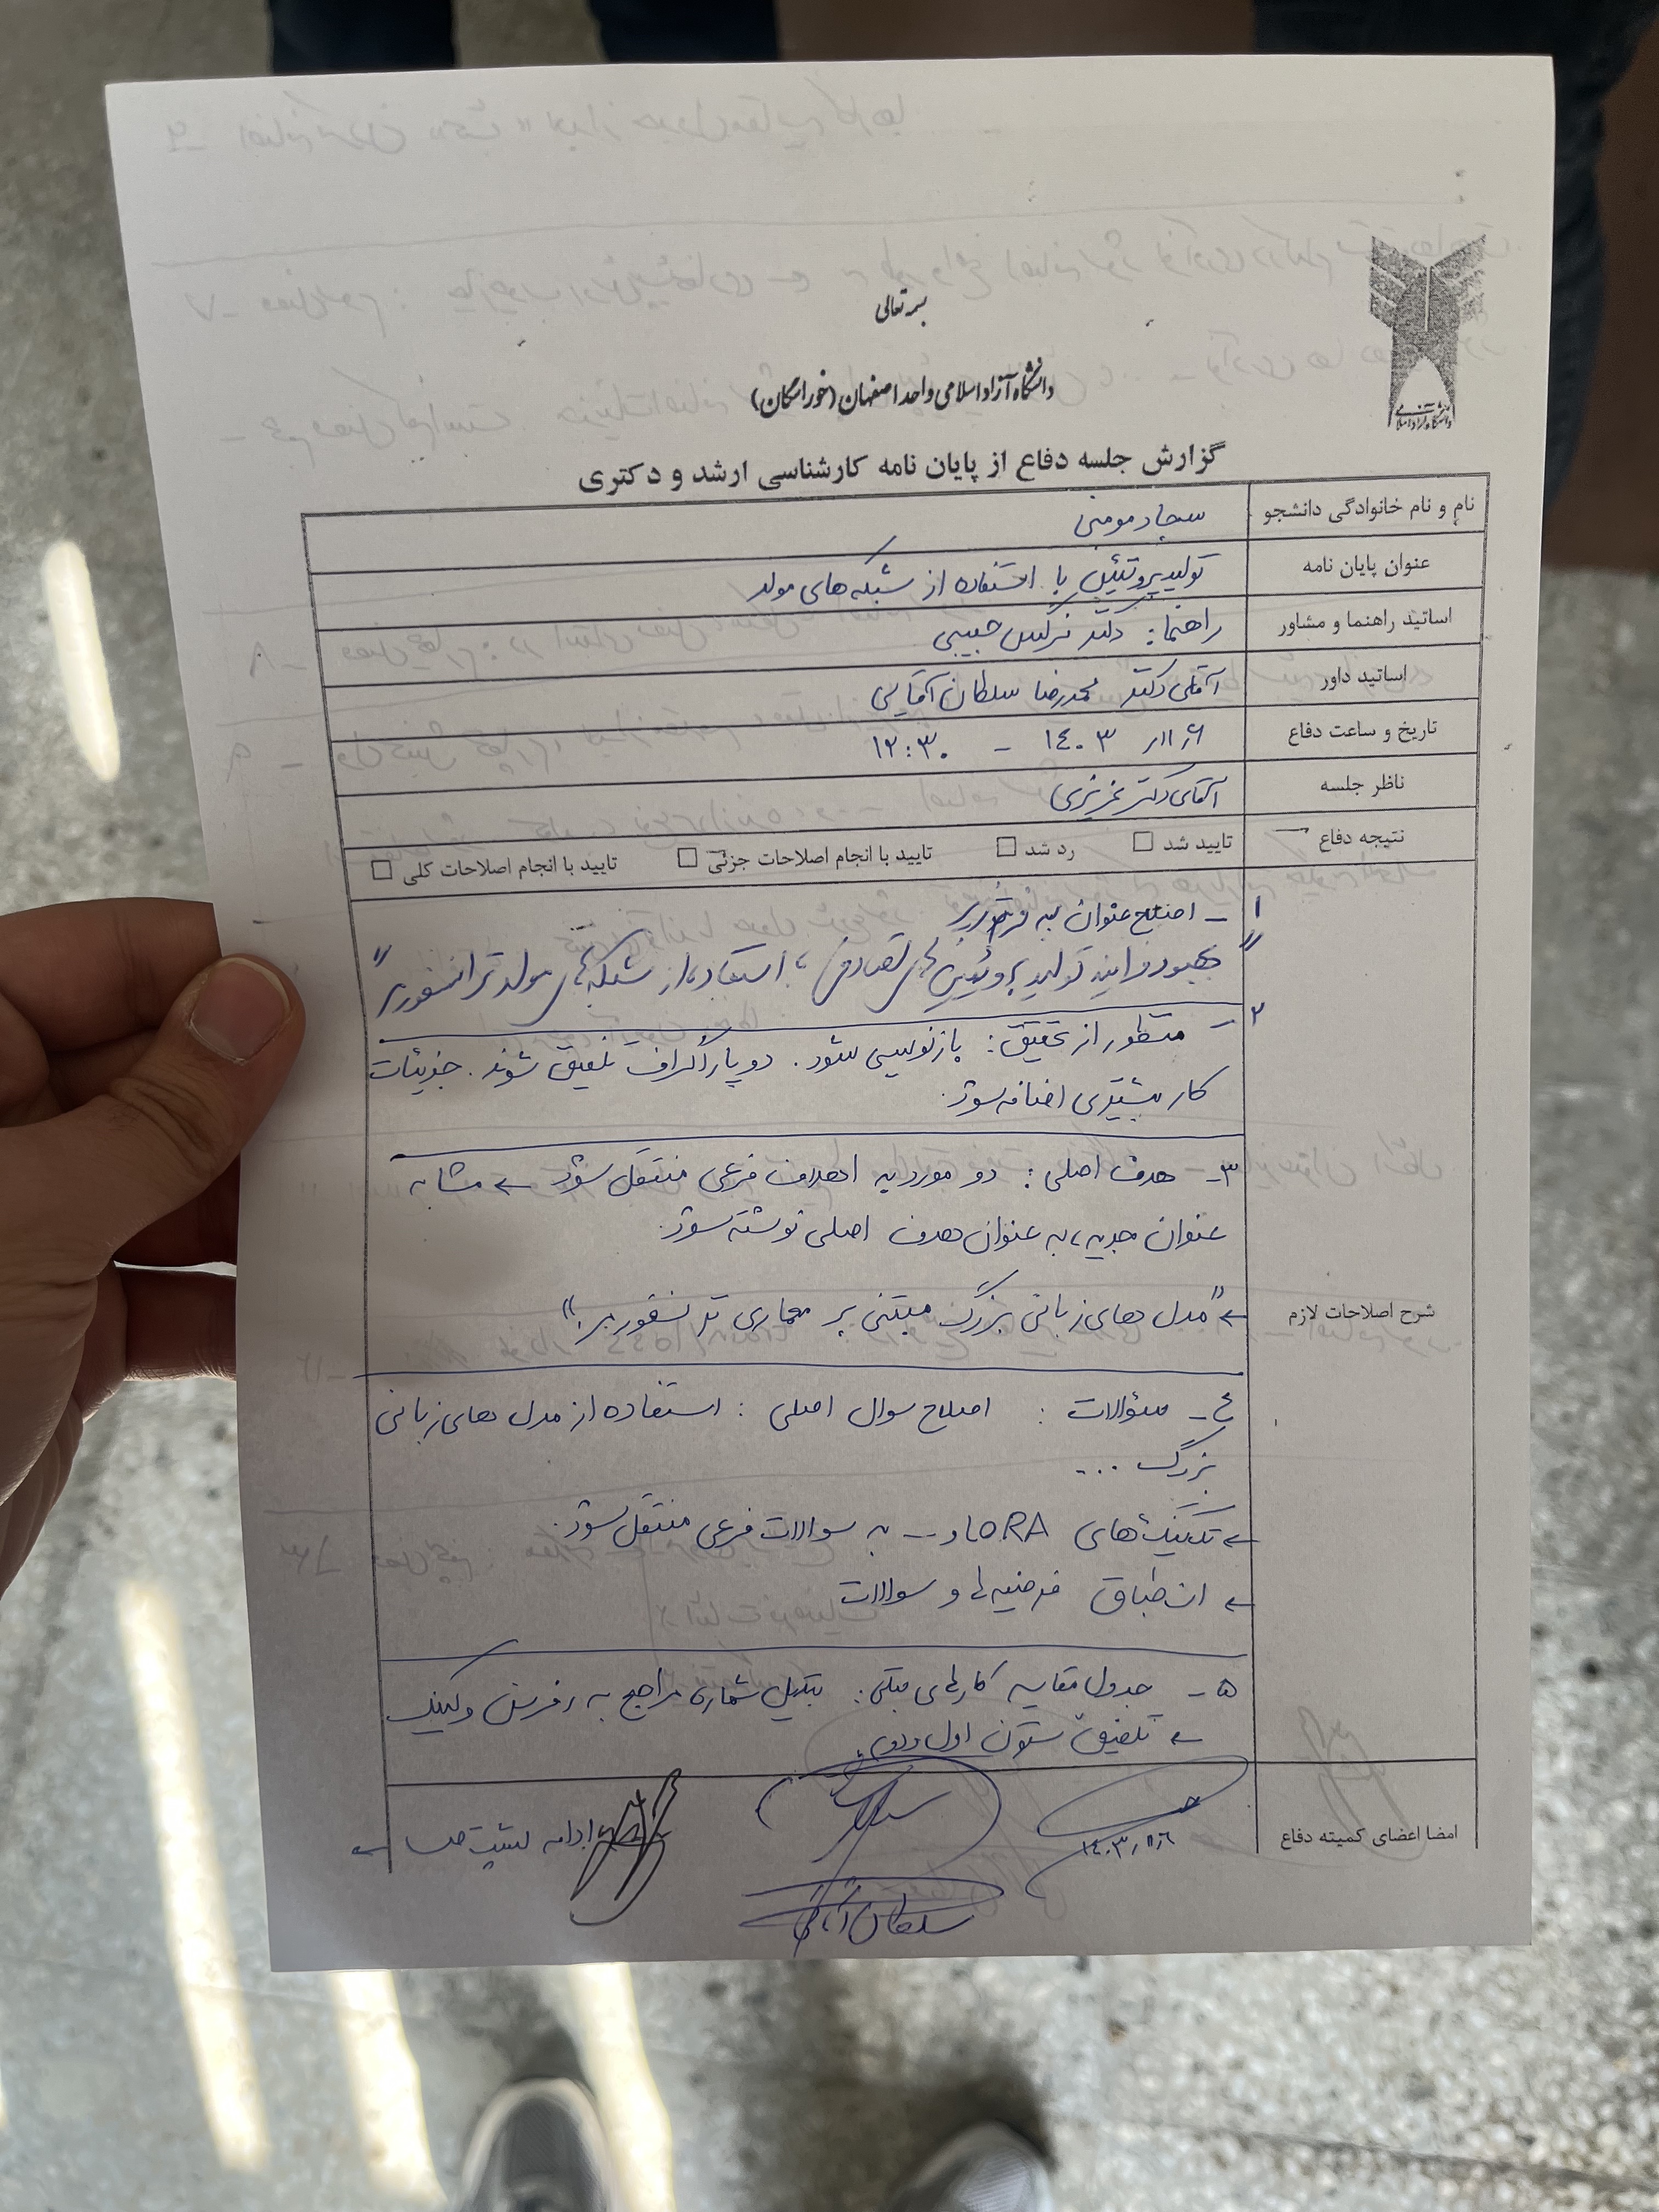 بسمه تعالی
دانشگاه آزاد اسلامی واحد اصفهان (خوراسگان)
دانشگاه آزاد اسلامی
گزارش جلسه دفاع از پایان نامه کارشناسی ارشد و دکتری
نام و نام خانوادگی دانشجو سجاد مومنی
عنوان پایان نامه تولید پروتئین با استفاده از شبکه های مولد
اساتید راهنما و مشاور راهنما: دکتر نرگس حبیبی
اساتید داور آقای دکتر محمدرضا سلطان آقایی
تاریخ و ساعت دفاع ۱۴۰۳/۱۱/۶ - ۱۲:۳۰
ناظر جلسه آقای دکتر عزیزی
نتیجه دفاع تایید شد □ رد شد □ تایید با انجام اصلاحات جزئی □ تایید با انجام اصلاحات کلی □
شرح اصلاحات لازم
۱- اصلاح عنوان به
"بهبود فرایند تولید پروتئین های تصادفی با استفاده از شبکه های مولد ترانسفورمر"
۲- منظور از تحقیق: بازنویسی شود. دو پاراگراف تلفیق شوند. جزئیات
کار بیشتری اضافه شود.
۳- هدف اصلی: دو مورد به اهداف فرعی منتقل شود ← مشابه
عنوان جدید، به عنوان هدف اصلی نوشته شود.
← "مدل های زبانی بزرگ مبتنی بر معماری ترنسفورمر"
۴- سؤالات: اصلاح سوال اصلی: استفاده از مدل های زبانی
بزرگ ...
← تکنیک های LORA و - به سوالات فرعی منتقل شود.
← انطباق فرضیه ها و سوالات
۵- جدول مقایسه کارهای قبلی: تبدیل شماره مراجع به رفرنس و لینک
← تلفیق ستون اول و دوم
امضا اعضای کمیته دفاع
۱۴۰۳/۱۱/۶
سلطان آقایی
ادامه پشت صفحه ←